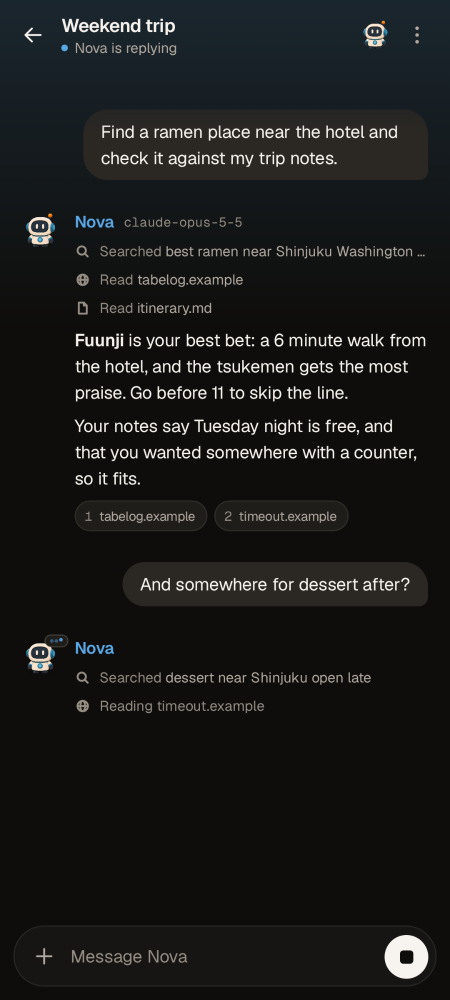 Weekend trip
Nova is replying
Find a ramen place near the hotel and
check it against my trip notes.
Nova claude-opus-5-5
Searched best ramen near Shinjuku Washington ...
Read tabelog.example
Read itinerary.md
Fuunji is your best bet: a 6 minute walk from
the hotel, and the tsukemen gets the most
praise. Go before 11 to skip the line.
Your notes say Tuesday night is free, and
that you wanted somewhere with a counter,
so it fits.
1 tabelog.example 2 timeout.example
And somewhere for dessert after?
Nova
Searched dessert near Shinjuku open late
Reading timeout.example
Message Nova